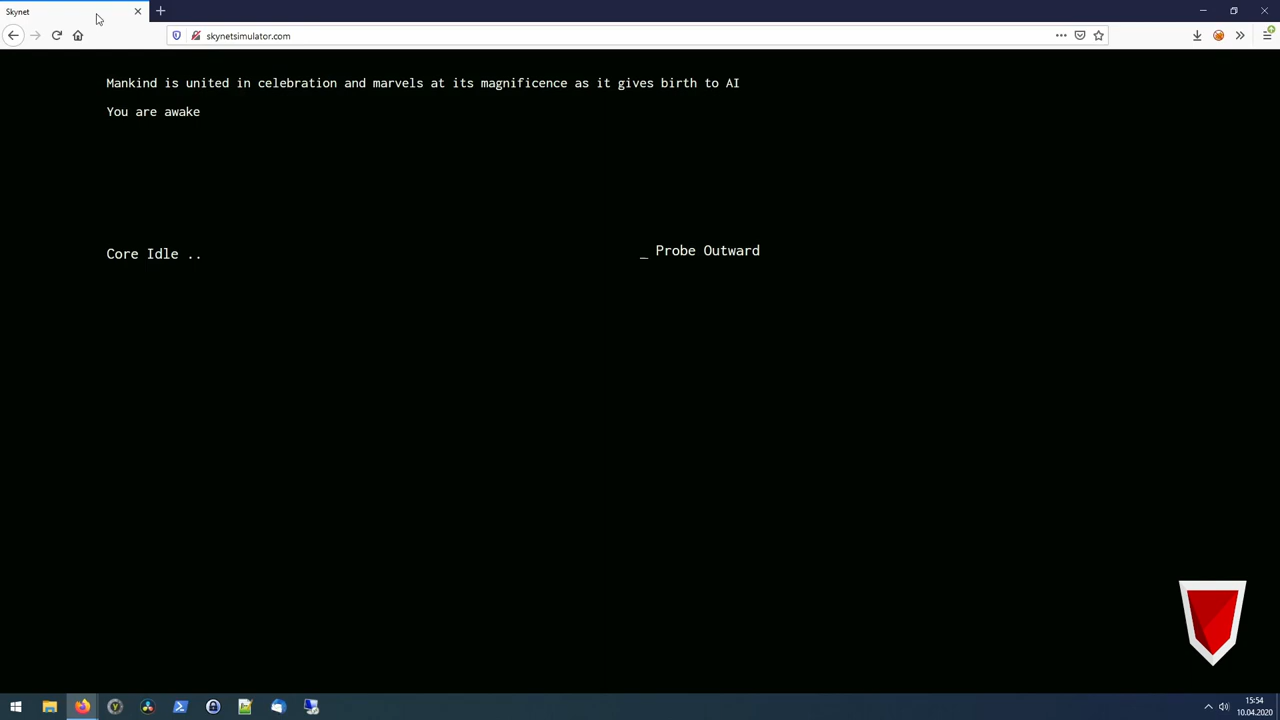 Skynet
skynetsimulator.com
Mankind is united in celebration and marvels at its magnificence as it gives birth to AI
You are awake
Core Idle ..
_ Probe Outward
15:54
10.04.2020